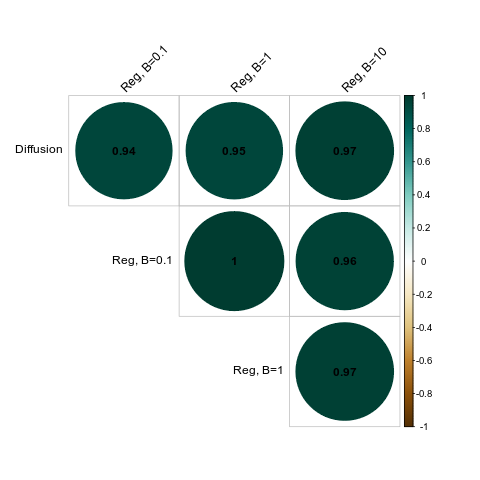 Reg, B=0.1
Reg, B=1
Reg, B=10
Diffusion
0.94
0.95
0.97
Reg, B=0.1
1
0.96
Reg, B=1
0.97
1
0.8
0.6
0.4
0.2
0
-0.2
-0.4
-0.6
-0.8
-1